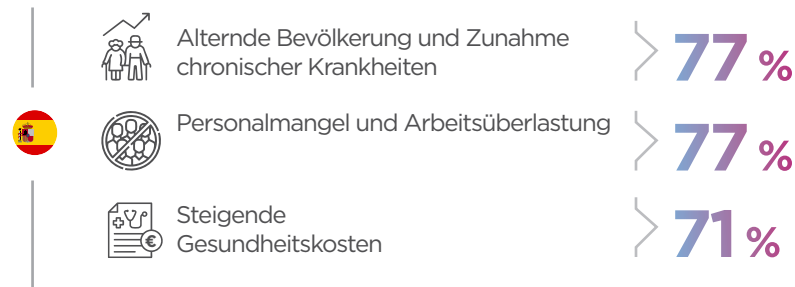 Alternde Bevölkerung und Zunahme
chronischer Krankheiten
77 %
Personalmangel und Arbeitsüberlastung
77 %
Steigende
Gesundheitskosten
71 %